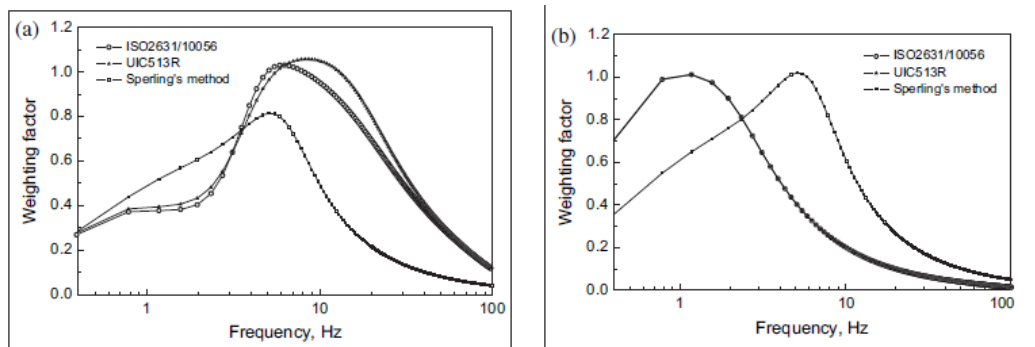 (a)
1.2
1.0
0.8
0.6
0.4
0.2
0.0
Weighting factor
ISO2631/10056
UIC513R
Sperling's method
1
10
100
Frequency, Hz
(b)
1.2
1.0
0.8
0.6
0.4
0.2
0.0
Weighting factor
ISO2631/10056
UIC513R
Sperling's method
1
10
100
Frequency, Hz